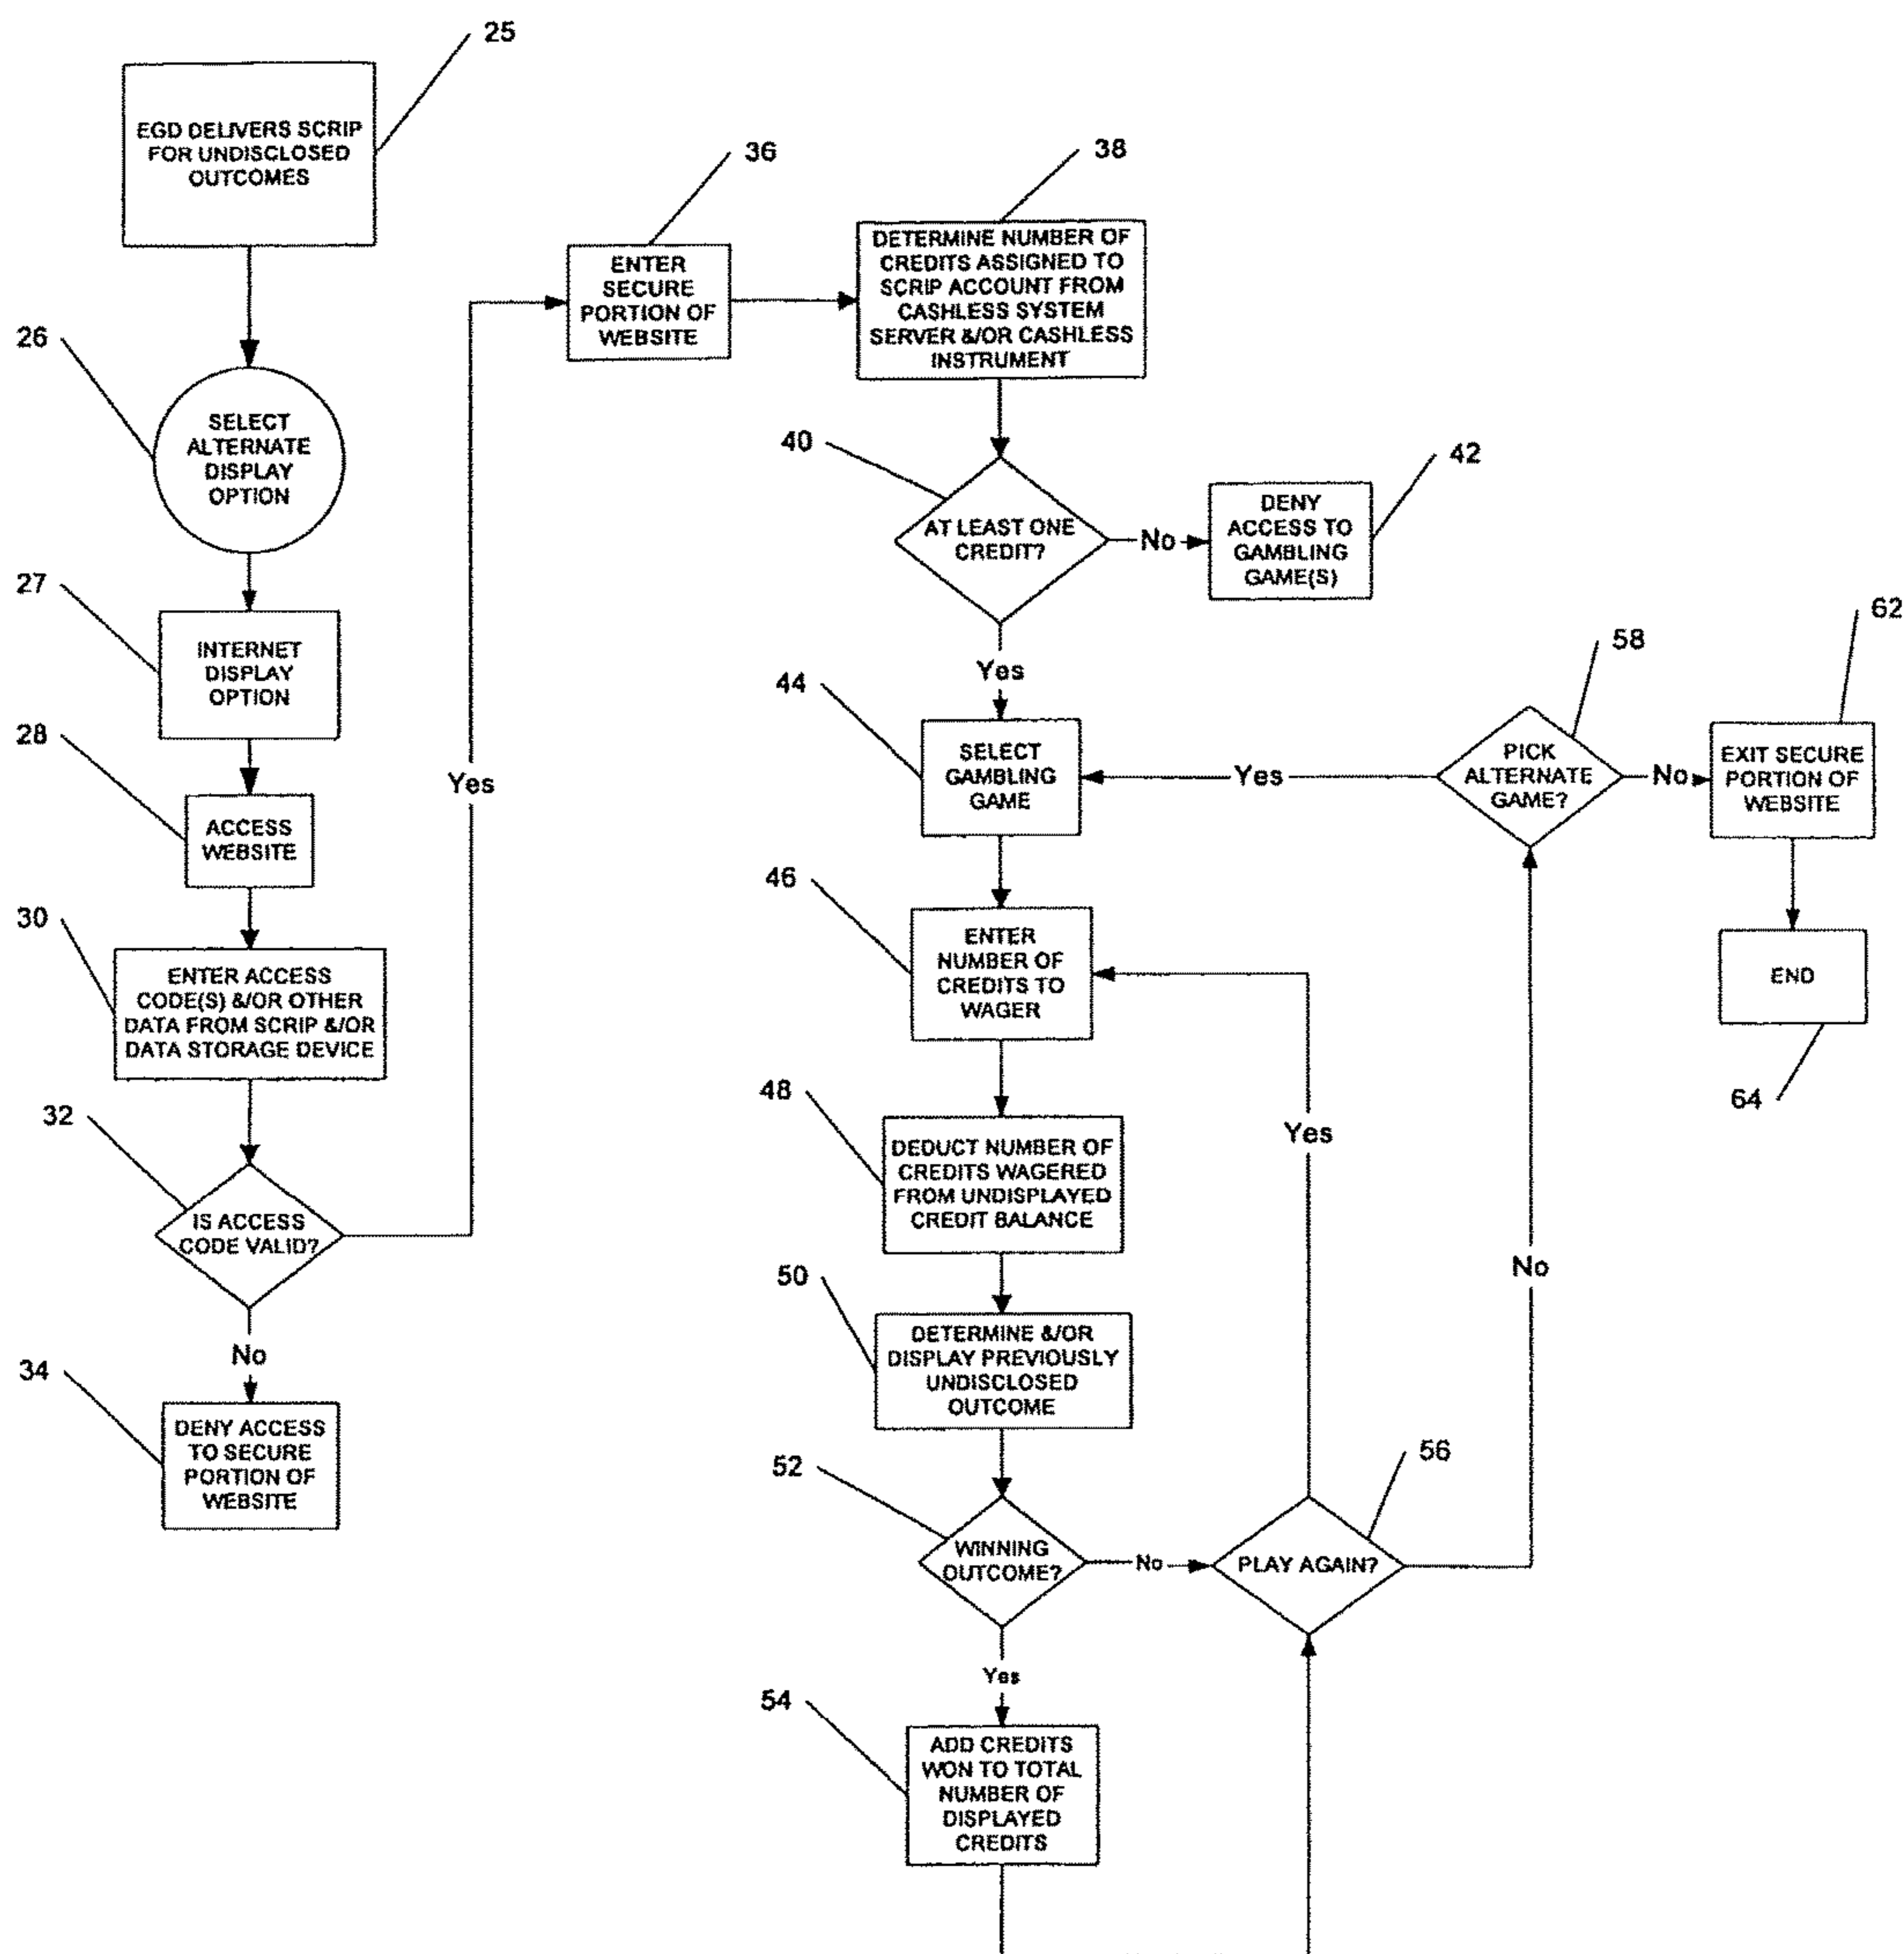 25
EGD DELIVERS SCRIP
FOR UNDISCLOSED
OUTCOMES
26
SELECT
ALTERNATE
DISPLAY
OPTION
27
INTERNET
DISPLAY
OPTION
28
ACCESS
WEBSITE
30
ENTER ACCESS
CODE(S) &/OR OTHER
DATA FROM SCRIP &/OR
DATA STORAGE DEVICE
32
IS ACCESS
CODE VALID?
No
34
DENY ACCESS
TO SECURE
PORTION OF
WEBSITE
Yes
36
ENTER
SECURE
PORTION OF
WEBSITE
38
DETERMINE NUMBER OF
CREDITS ASSIGNED TO
SCRIP ACCOUNT FROM
CASHLESS SYSTEM
SERVER &/OR CASHLESS
INSTRUMENT
40
AT LEAST ONE
CREDIT?
No
42
DENY
ACCESS TO
GAMBLING
GAME(S)
Yes
44
SELECT
GAMBLING
GAME
46
ENTER
NUMBER OF
CREDITS TO
WAGER
48
DEDUCT NUMBER OF
CREDITS WAGERED
FROM UNDISPLAYED
CREDIT BALANCE
50
DETERMINE &/OR
DISPLAY PREVIOUSLY
UNDISCLOSED
OUTCOME
52
WINNING
OUTCOME?
No
Yes
54
ADD CREDITS
WON TO TOTAL
NUMBER OF
DISPLAYED
CREDITS
56
PLAY AGAIN?
Yes
No
58
PICK
ALTERNATE
GAME?
Yes
No
62
EXIT SECURE
PORTION OF
WEBSITE
END
64